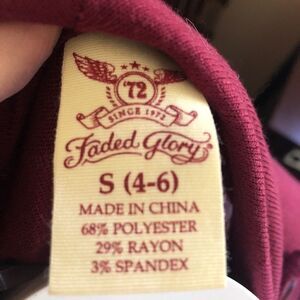 '72
SINCE 1972
Faded Glory
S (4-6)
MADE IN CHINA
68% POLYESTER
29% RAYON
3% SPANDEX